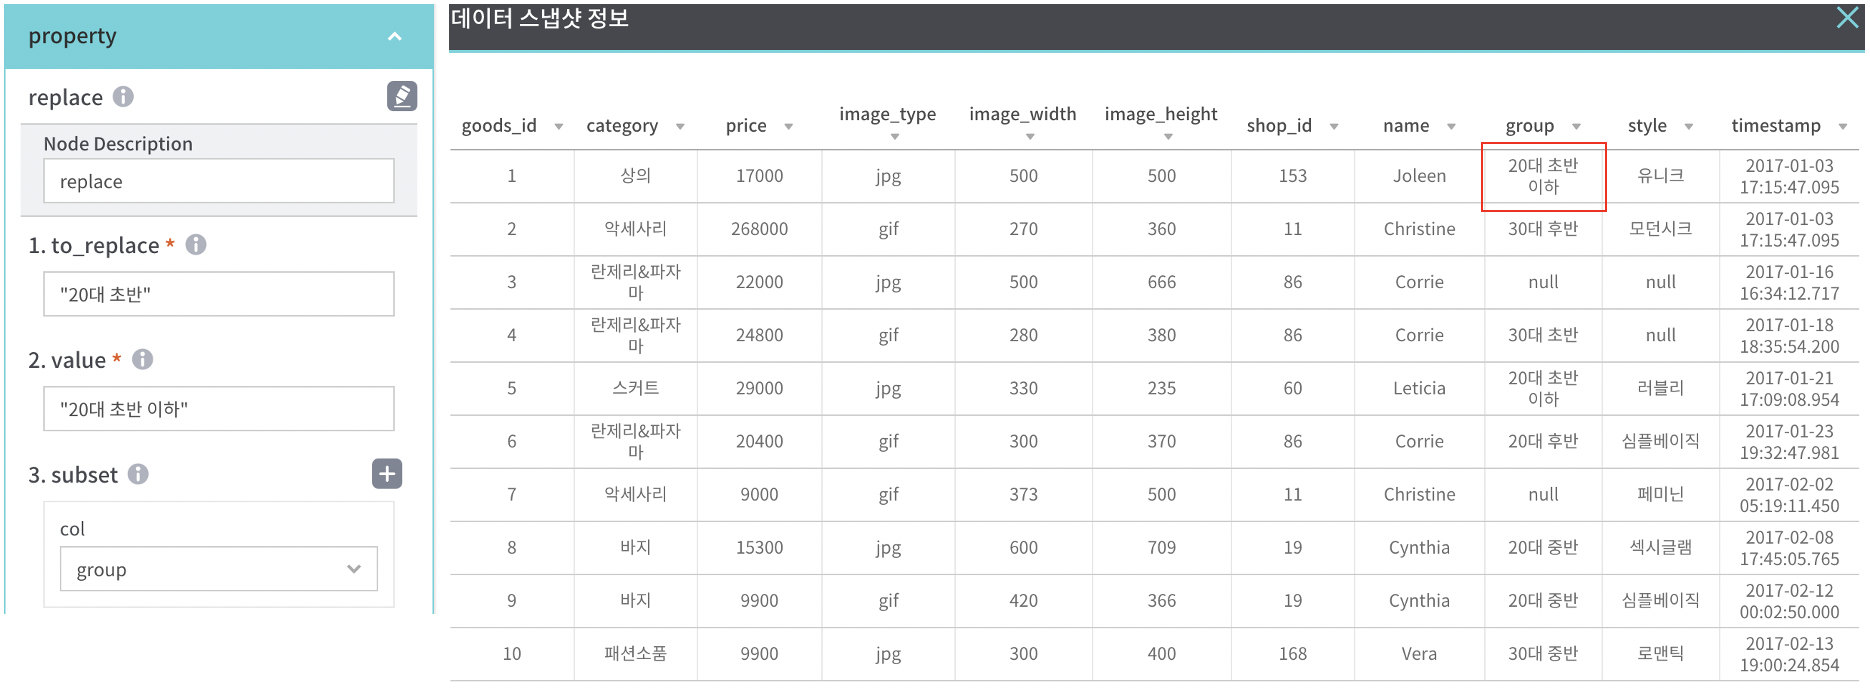 property
replace
Node Description
replace
1. to_replace *
"20대 초반"
2. value *
"20대 초반 이하"
3. subset
col
group
데이터 스냅샷 정보
goods_id category price image_type image_width image_height shop_id name group style timestamp
1 상의 17000 jpg 500 500 153 Joleen 20대 초반 이하 유니크 2017-01-03 17:15:47.095
2 악세사리 268000 gif 270 360 11 Christine 30대 후반 모던시크 2017-01-03 17:15:47.095
3 란제리&파자마 22000 jpg 500 666 86 Corrie null null 2017-01-16 16:34:12.717
4 란제리&파자마 24800 gif 280 380 86 Corrie 30대 초반 null 2017-01-18 18:35:54.200
5 스커트 29000 jpg 330 235 60 Leticia 20대 초반 이하 러블리 2017-01-21 17:09:08.954
6 란제리&파자마 20400 gif 300 370 86 Corrie 20대 후반 심플베이직 2017-01-23 19:32:47.981
7 악세사리 9000 gif 373 500 11 Christine null 페미닌 2017-02-02 05:19:11.450
8 바지 15300 jpg 600 709 19 Cynthia 20대 중반 섹시글램 2017-02-08 17:45:05.765
9 바지 9900 gif 420 366 19 Cynthia 20대 중반 심플베이직 2017-02-12 00:02:50.000
10 패션소품 9900 jpg 300 400 168 Vera 30대 중반 로맨틱 2017-02-13 19:00:24.854